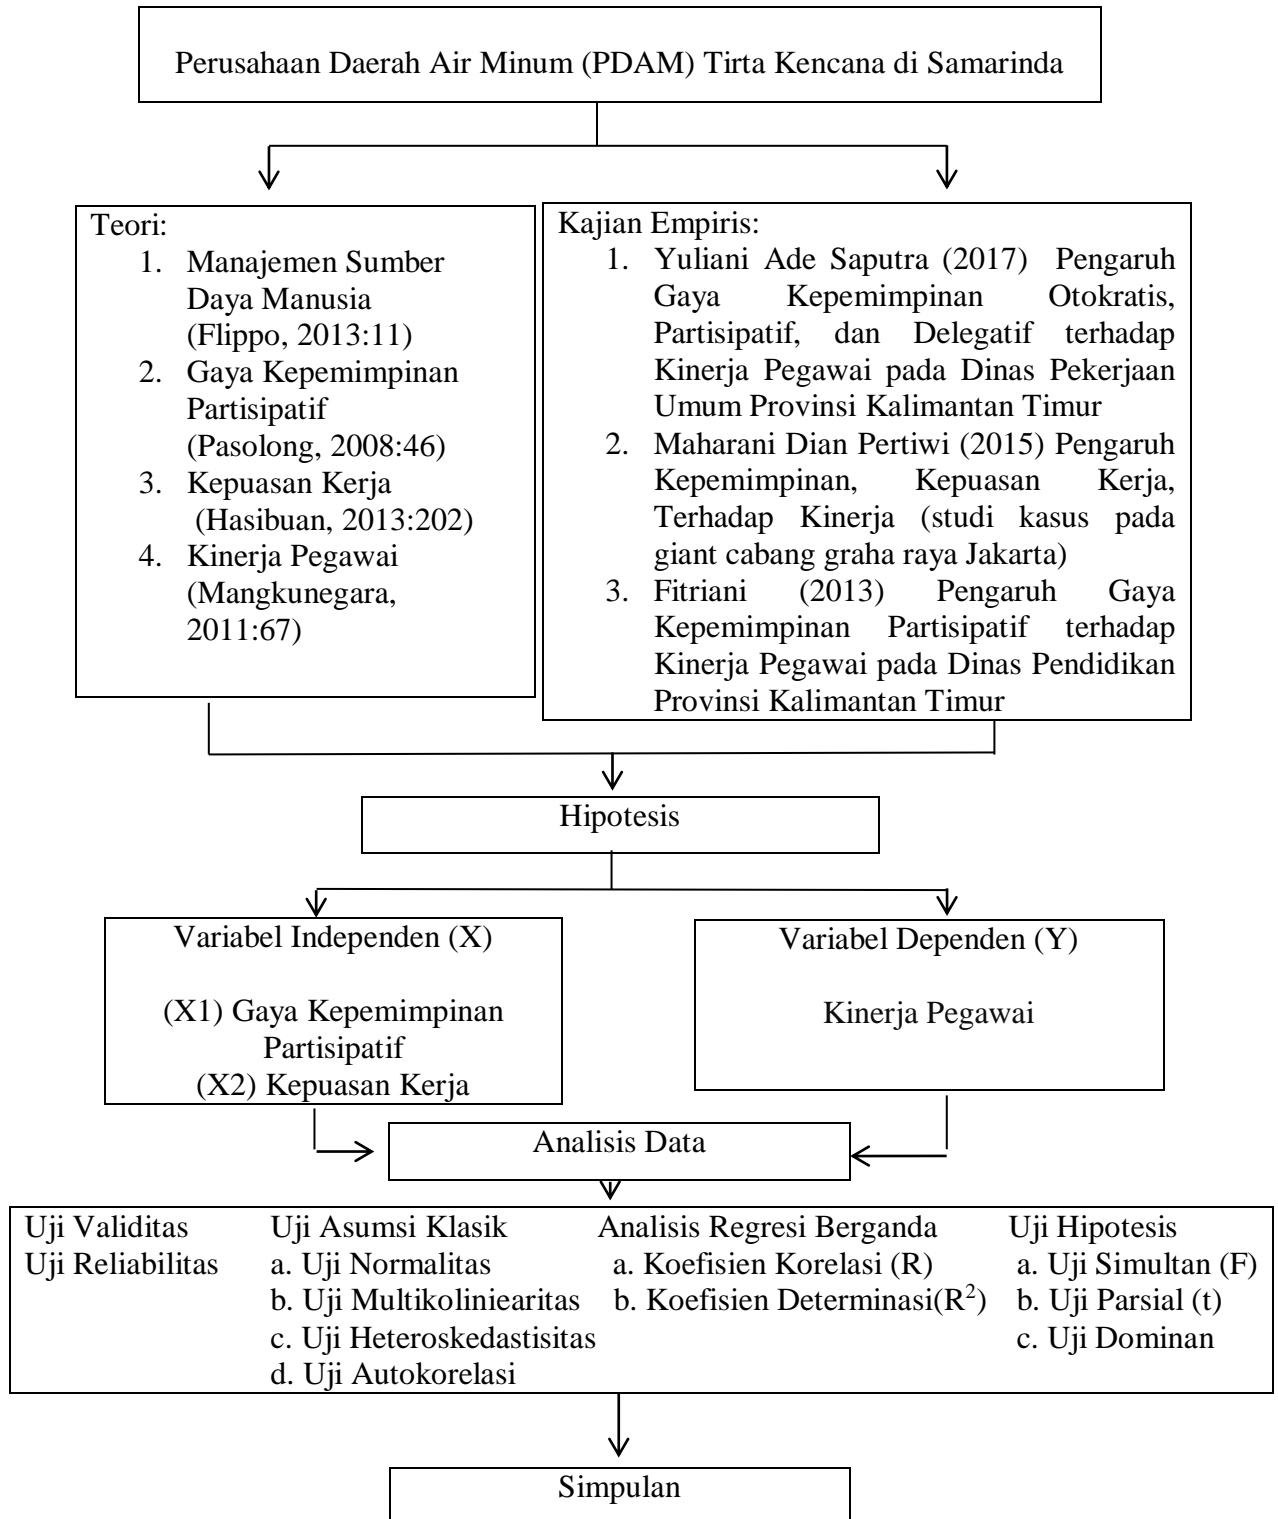 Perusahaan Daerah Air Minum (PDAM) Tirta Kencana di Samarinda
Teori:
1. Manajemen Sumber
Daya Manusia
(Flippo, 2013:11)
2. Gaya Kepemimpinan
Partisipatif
(Pasolong, 2008:46)
3. Kepuasan Kerja
(Hasibuan, 2013:202)
4. Kinerja Pegawai
(Mangkunegara,
2011:67)
Kajian Empiris:
1. Yuliani Ade Saputra (2017) Pengaruh
Gaya Kepemimpinan Otokratis,
Partisipatif, dan Delegatif terhadap
Kinerja Pegawai pada Dinas Pekerjaan
Umum Provinsi Kalimantan Timur
2. Maharani Dian Pertiwi (2015) Pengaruh
Kepemimpinan, Kepuasan Kerja,
Terhadap Kinerja (studi kasus pada
giant cabang graha raya Jakarta)
3. Fitriani (2013) Pengaruh Gaya
Kepemimpinan Partisipatif terhadap
Kinerja Pegawai pada Dinas Pendidikan
Provinsi Kalimantan Timur
Hipotesis
Variabel Independen (X)
(X1) Gaya Kepemimpinan
Partisipatif
(X2) Kepuasan Kerja
Variabel Dependen (Y)
Kinerja Pegawai
Analisis Data
Uji Validitas
Uji Reliabilitas
Uji Asumsi Klasik
a. Uji Normalitas
b. Uji Multikoliniearitas
c. Uji Heteroskedastisitas
d. Uji Autokorelasi
Analisis Regresi Berganda
a. Koefisien Korelasi (R)
b. Koefisien Determinasi(R²)
Uji Hipotesis
a. Uji Simultan (F)
b. Uji Parsial (t)
c. Uji Dominan
Simpulan